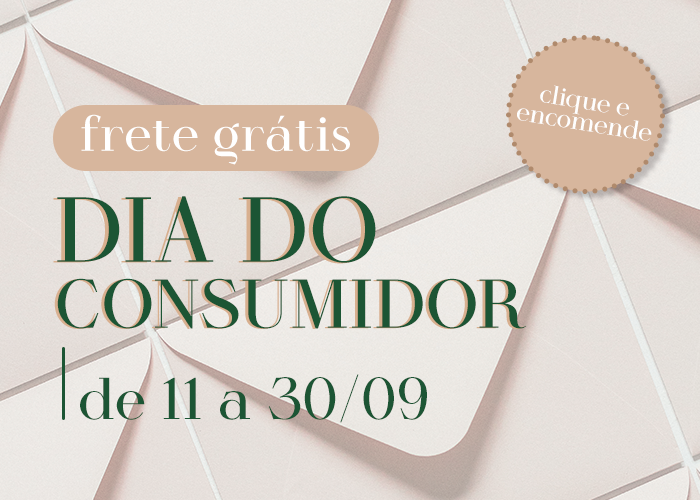 frete grátis
DIA DO
CONSUMIDOR
de 11 a 30/09
clique e
encomende